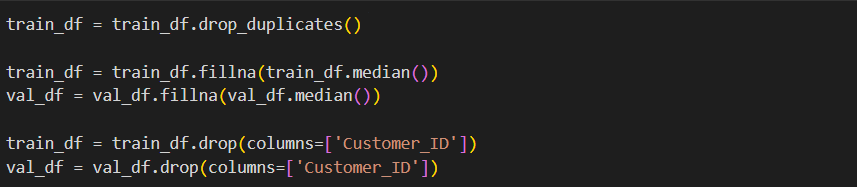 train_df = train_df.drop_duplicates()
train_df = train_df.fillna(train_df.median())
val_df = val_df.fillna(val_df.median())
train_df = train_df.drop(columns=['Customer_ID'])
val_df = val_df.drop(columns=['Customer_ID'])